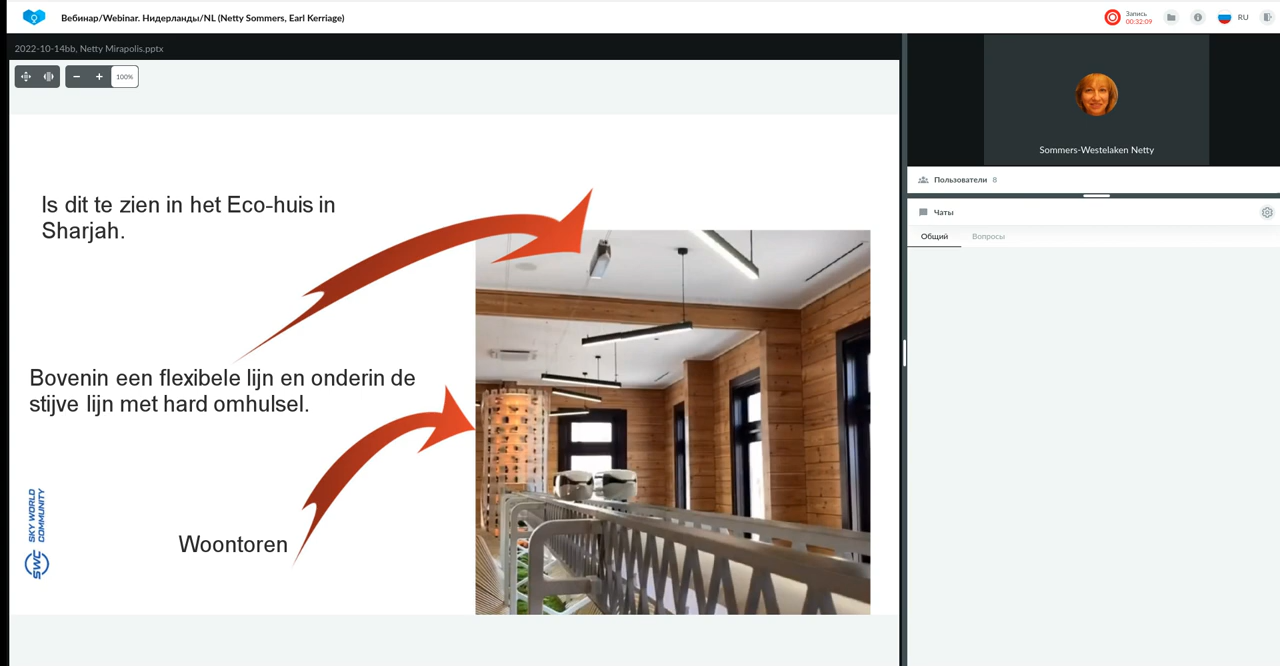 Вебинар/Webinar. Нидерланды/NL (Netty Sommers, Earl Kerriage)
Запись
00:32:09
RU
2022-10-14bb, Netty Mirapolis.pptx
100%
Is dit te zien in het Eco-huis in
Sharjah.
Bovenin een flexibele lijn en onderin de
stijve lijn met hard omhulsel.
Woontoren
SWC SKY WORLD
COMMUNITY
Sommers-Westelaken Netty
Пользователи 8
Чаты
Общий Вопросы